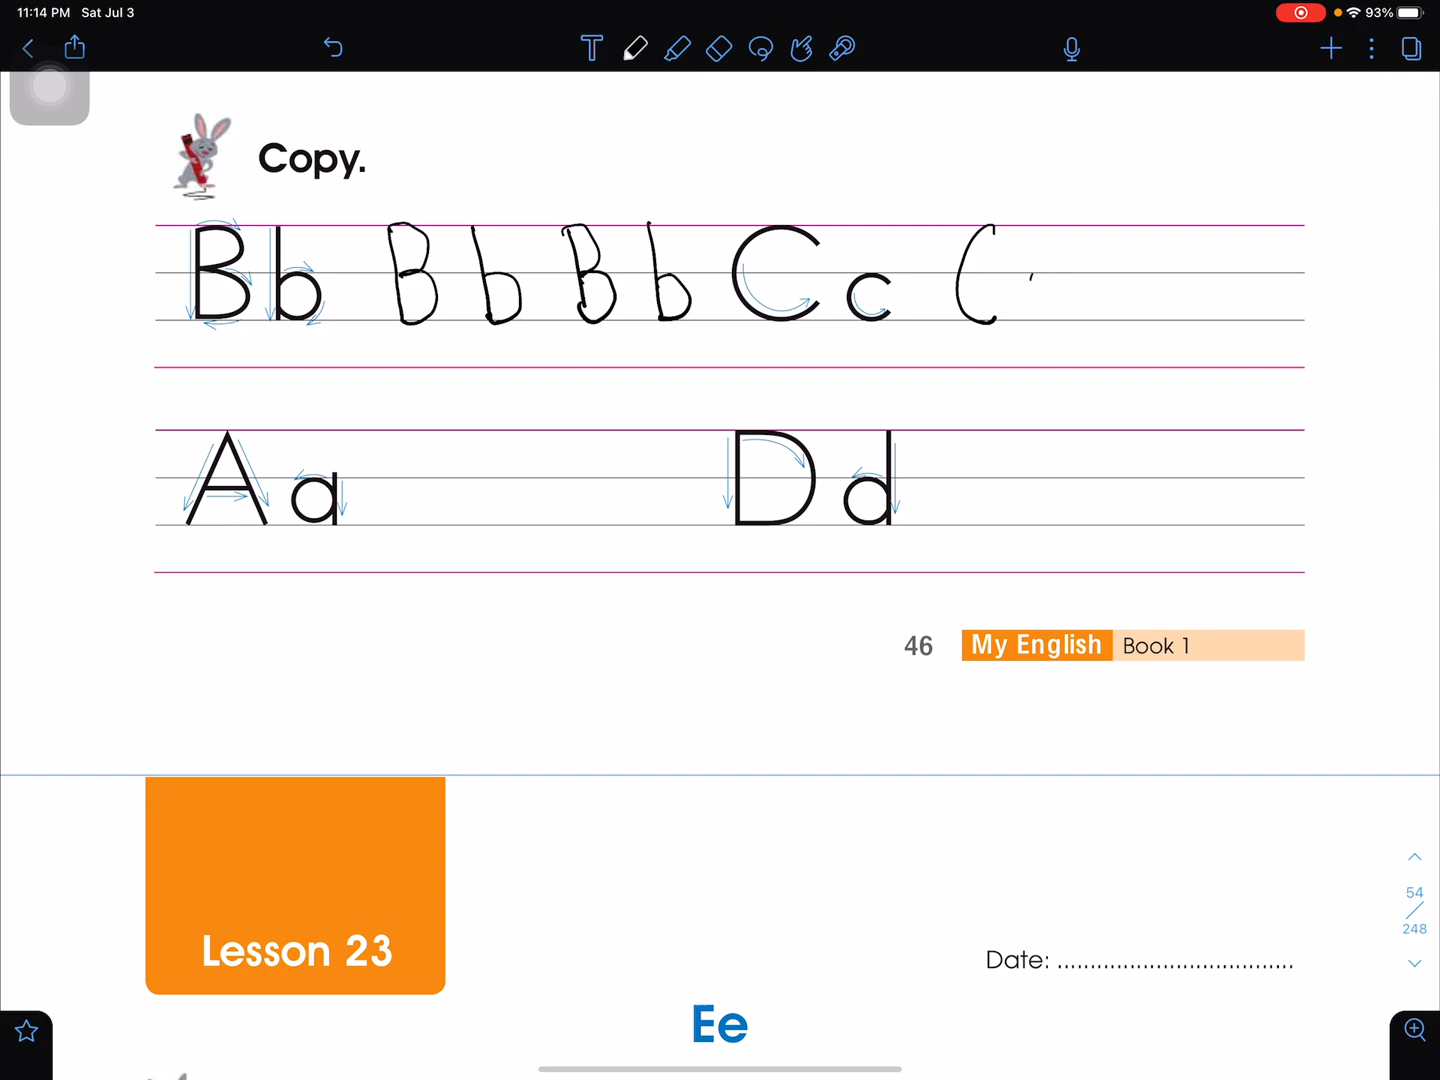 11:14 PM Sat Jul 3
93%
Copy.
Bb B b B b Cc C
Aa Dd
46 My English Book 1
Lesson 23
Date: ....................................
54
248
Ee